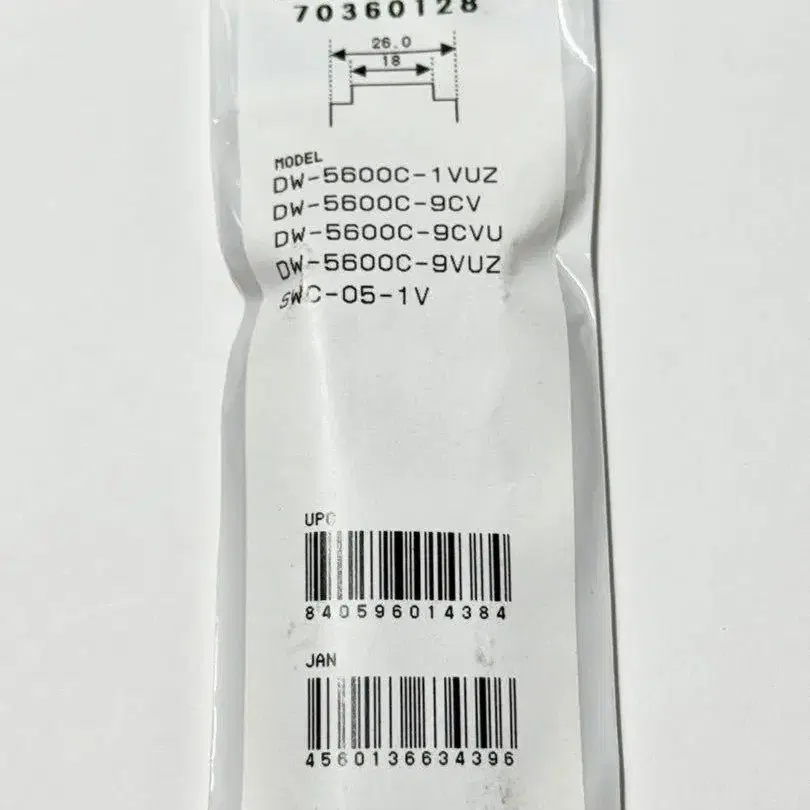 70360128
26.0
18
MODEL
DW-5600C-1VUZ
DW-5600C-9CV
DW-5600C-9CVU
DW-5600C-9VUZ
SWC-05-1V
UPC
840596014384
JAN
4560136634396